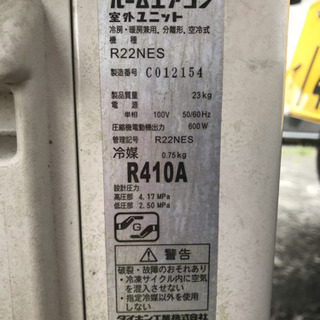 ルームエアコン
室外ユニット
冷房・暖房兼用, 分離形, 空冷式
機種
R22NES
製造番号 C012154
製品質量 23kg
電源
単相 100V 50/60Hz
圧縮機電動機出力 600W
管理記号 R22NES
冷媒 0.75kg
R410A
設計圧力
高圧部 4.17 MPa
低圧部 2.50 MPa
G
警告
破裂・故障のおそれあり
・冷凍サイクル内に空気
を混入させない
・指定冷媒以外を使用
しない
ダイキン工業株式会社